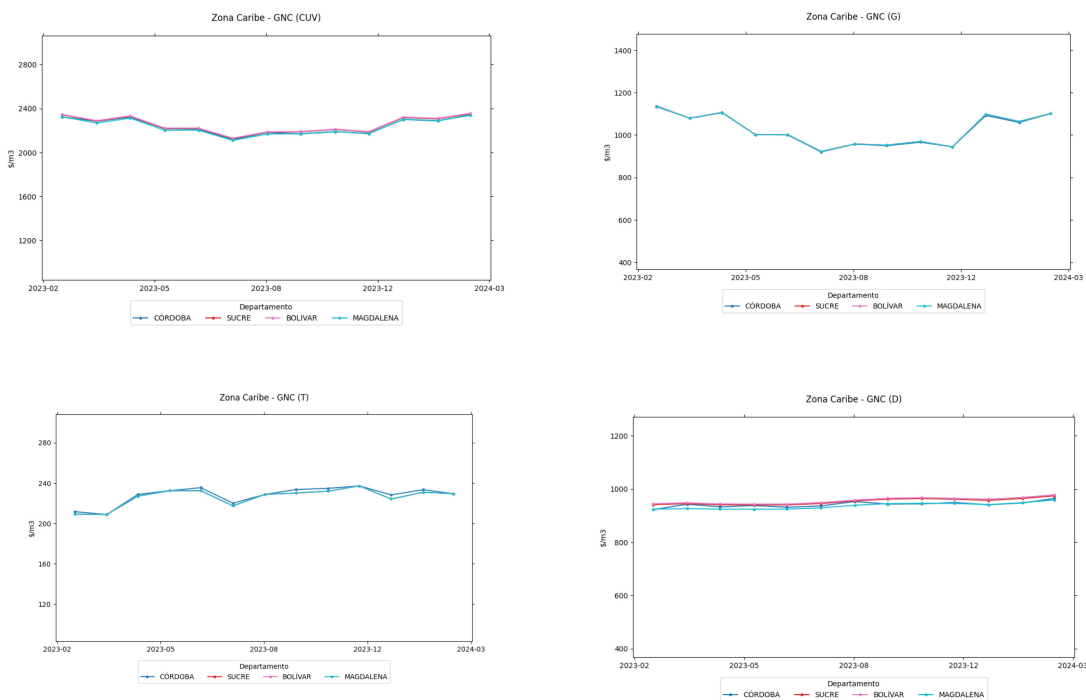 Zona Caribe - GNC (CUV)
2800
2400
2000
1600
1200
$/m3
2023-02 2023-05 2023-08 2023-12 2024-03
Departamento
CÓRDOBA SUCRE BOLÍVAR MAGDALENA
Zona Caribe - GNC (G)
1400
1200
1000
800
600
400
$/m3
2023-02 2023-05 2023-08 2023-12 2024-03
Departamento
CÓRDOBA SUCRE BOLÍVAR MAGDALENA
Zona Caribe - GNC (T)
280
240
200
160
120
$/m3
2023-02 2023-05 2023-08 2023-12 2024-03
Departamento
CÓRDOBA SUCRE BOLÍVAR MAGDALENA
Zona Caribe - GNC (D)
1200
1000
800
600
400
$/m3
2023-02 2023-05 2023-08 2023-12 2024-03
Departamento
CÓRDOBA SUCRE BOLÍVAR MAGDALENA